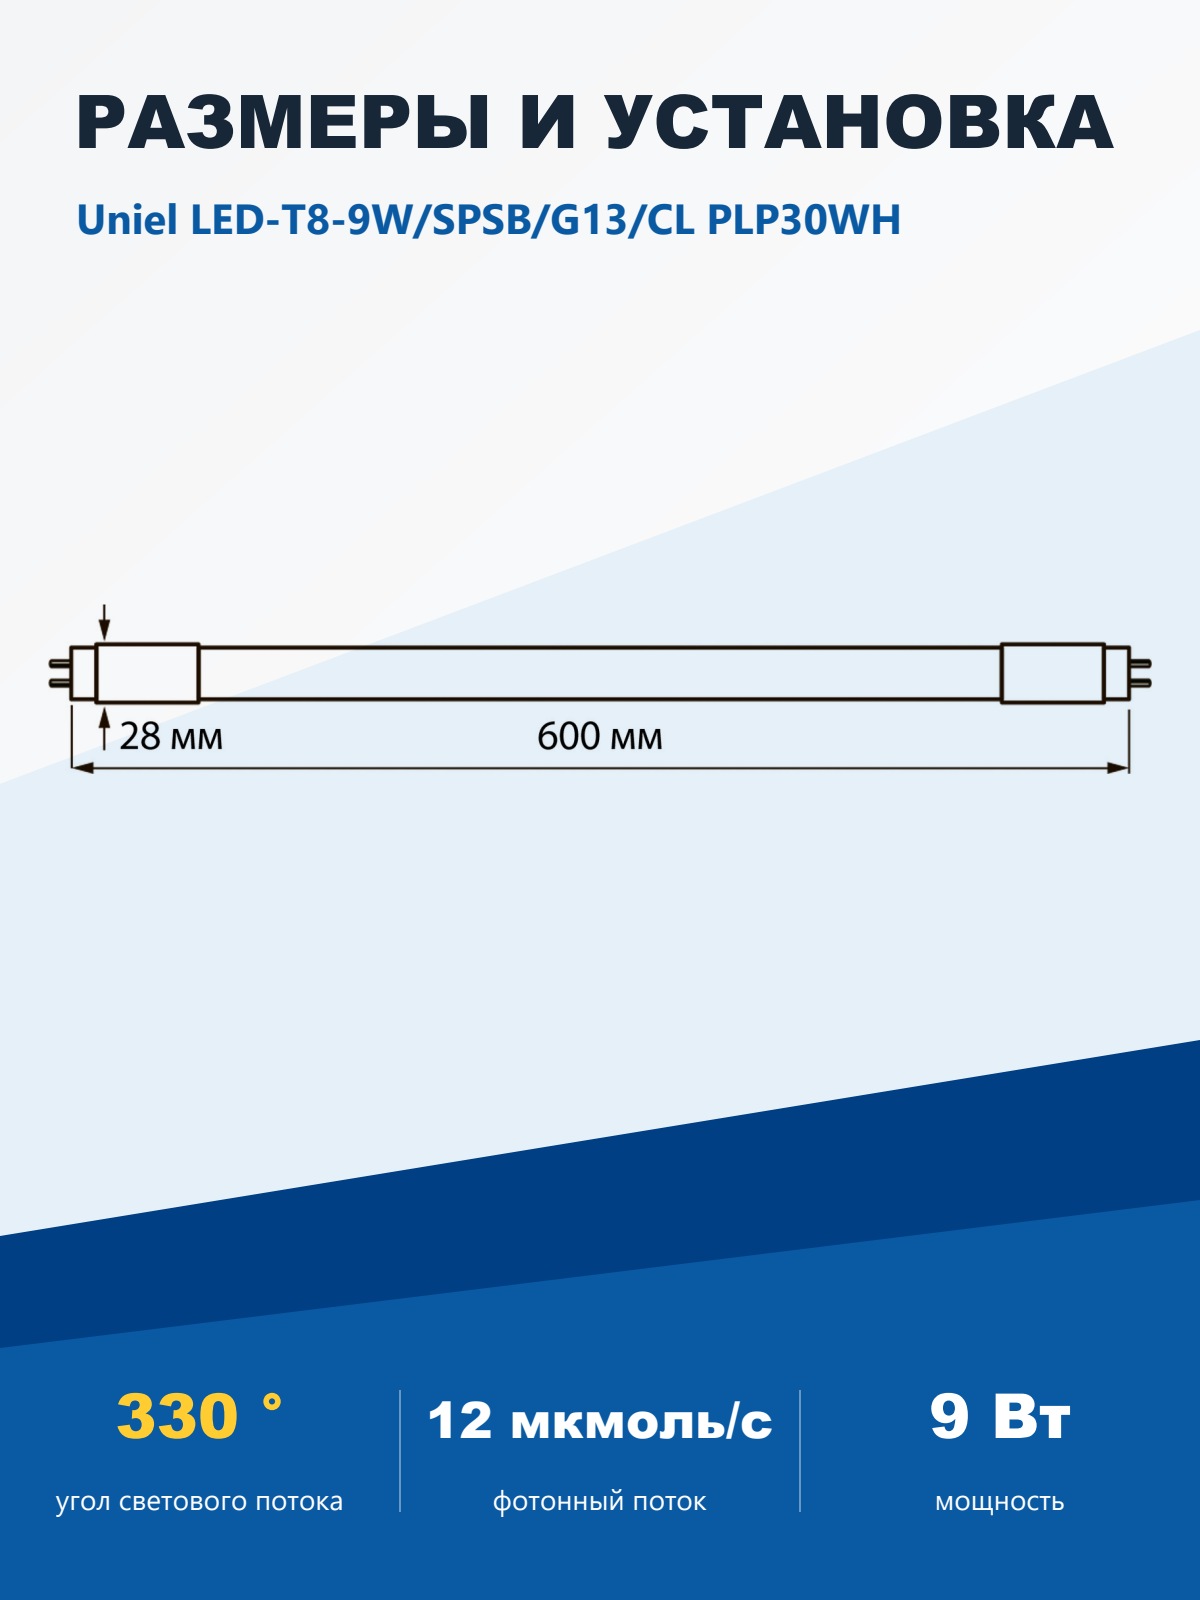 РАЗМЕРЫ И УСТАНОВКА
Uniel LED-T8-9W/SPSB/G13/CL PLP30WH
28 мм
600 мм
330 °
12 мкмоль/с
9 Вт
угол светового потока
фотонный поток
мощность